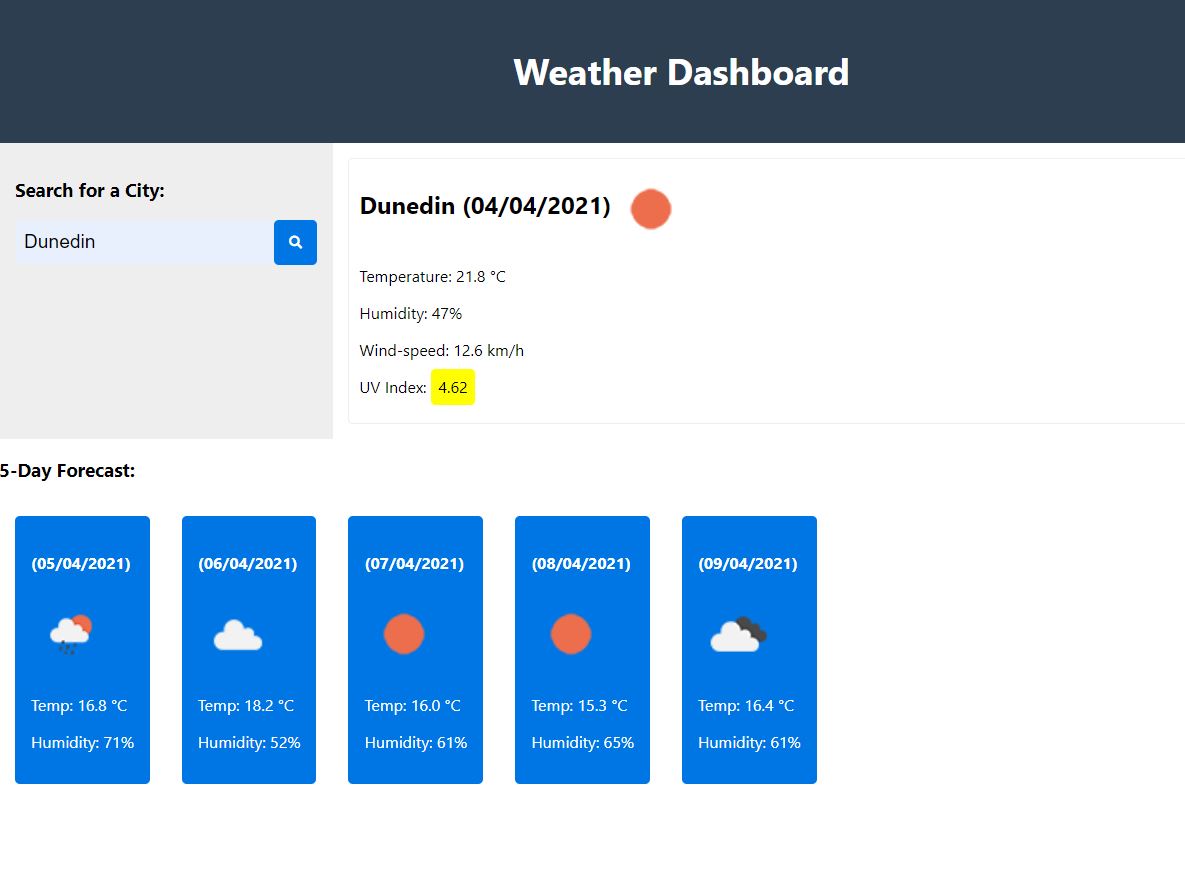 Weather Dashboard
Search for a City:
Dunedin
Dunedin (04/04/2021)
Temperature: 21.8 °C
Humidity: 47%
Wind-speed: 12.6 km/h
UV Index: 4.62
5-Day Forecast:
(05/04/2021)
Temp: 16.8 °C
Humidity: 71%
(06/04/2021)
Temp: 18.2 °C
Humidity: 52%
(07/04/2021)
Temp: 16.0 °C
Humidity: 61%
(08/04/2021)
Temp: 15.3 °C
Humidity: 65%
(09/04/2021)
Temp: 16.4 °C
Humidity: 61%